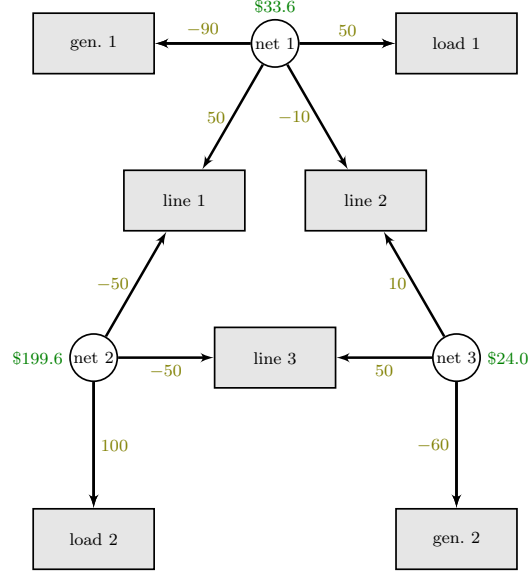 $33.6
gen. 1
−90
net 1
50
load 1
50
−10
line 1
line 2
−50
10
$199.6
net 2
−50
line 3
50
net 3
$24.0
100
−60
load 2
gen. 2